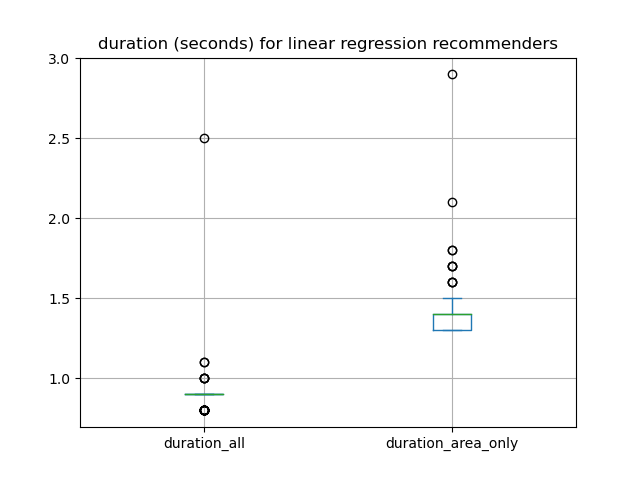 duration (seconds) for linear regression recommenders
3.0
2.5
2.0
1.5
1.0
duration_all
duration_area_only